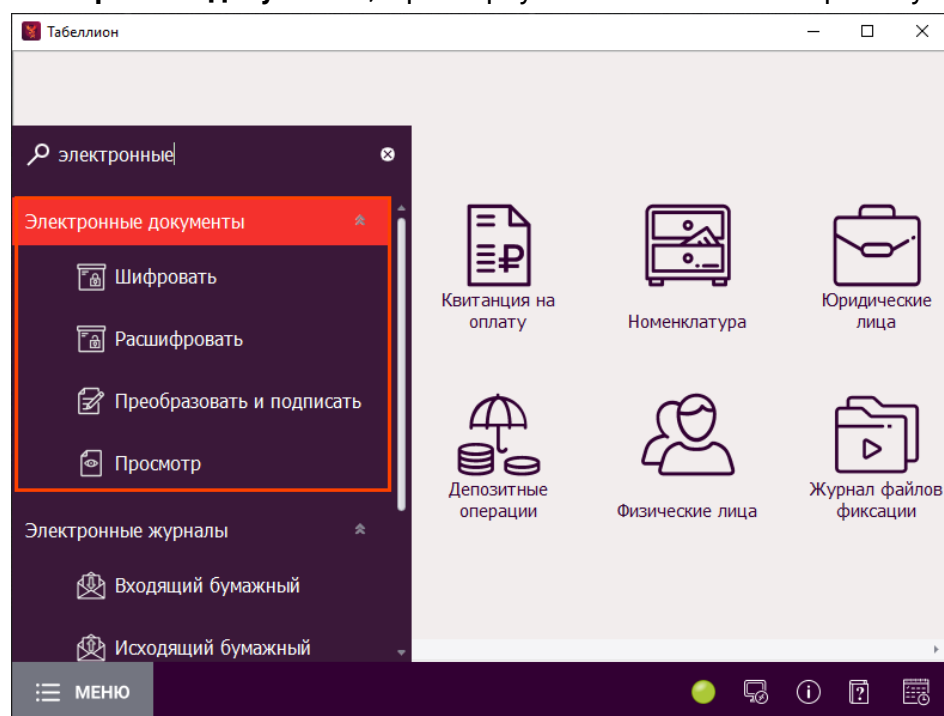 Табеллион
электронные
Электронные документы
Шифровать
Расшифровать
Преобразовать и подписать
Просмотр
Электронные журналы
Входящий бумажный
Исходящий бумажный
Квитанция на
оплату
Номенклатура
Юридические
лица
Депозитные
операции
Физические лица
Журнал файлов
фиксации
МЕНЮ